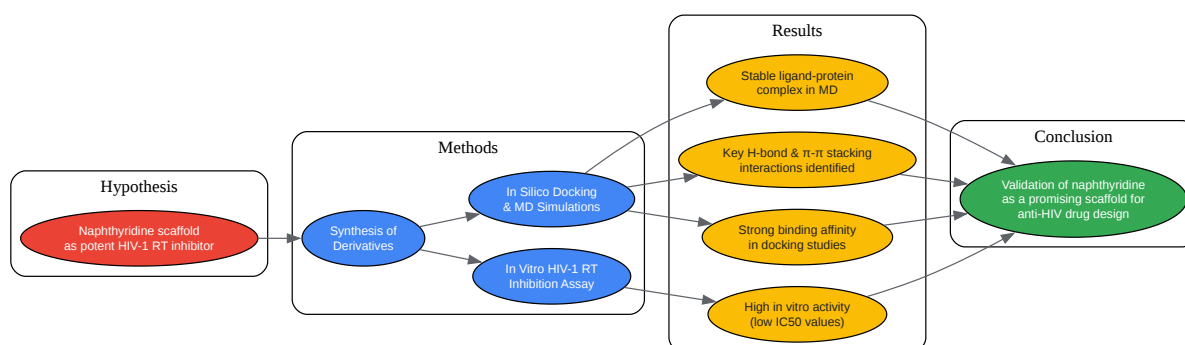 Hypothesis
Naphthyridine scaffold
as potent HIV-1 RT inhibitor
Methods
Synthesis of
Derivatives
In Silico Docking
& MD Simulations
In Vitro HIV-1 RT
Inhibition Assay
Results
Stable ligand-protein
complex in MD
Key H-bond & π-π stacking
interactions identified
Strong binding affinity
in docking studies
High in vitro activity
(low IC50 values)
Conclusion
Validation of naphthyridine
as a promising scaffold for
anti-HIV drug design